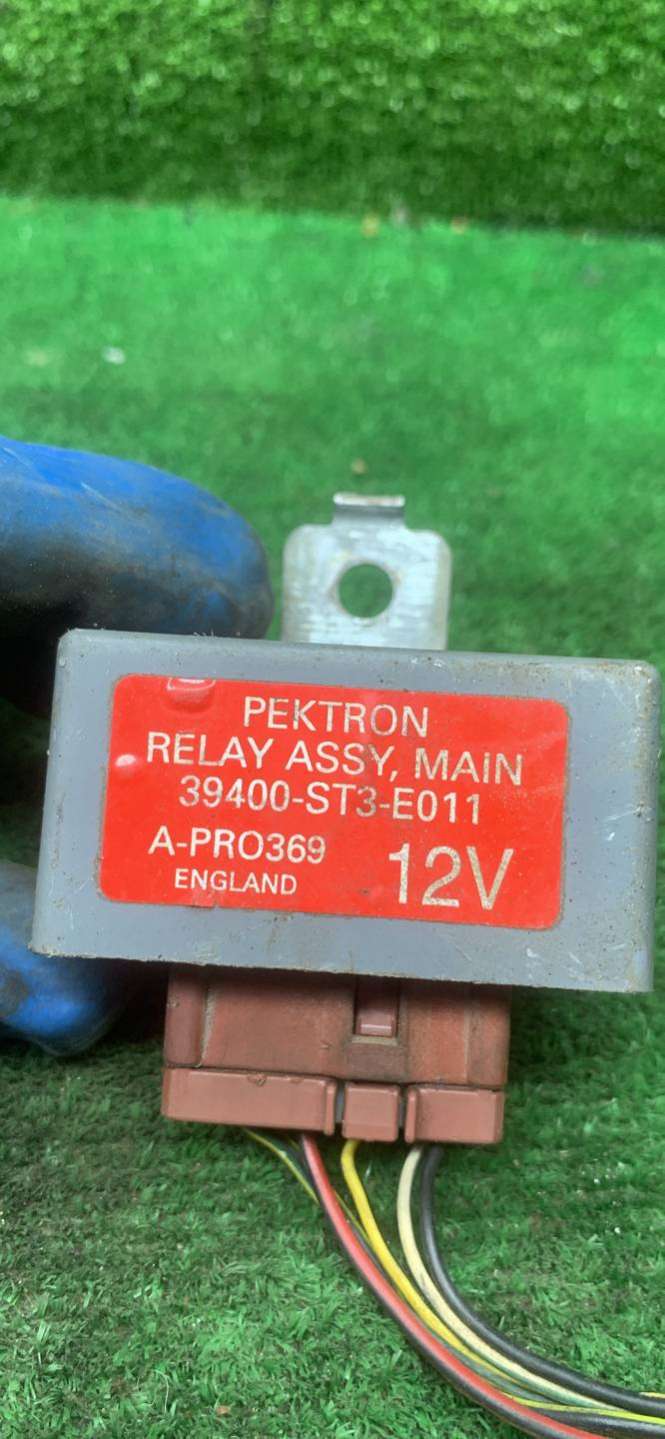 PEKTRON
RELAY ASSY, MAIN
39400-ST3-E011
A-PRO369 12V
ENGLAND